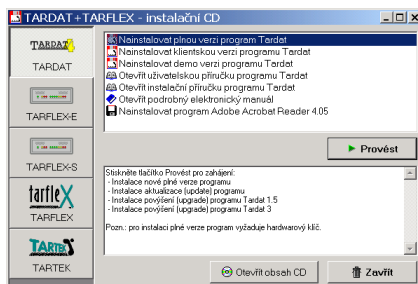 TARDAT+TARFLEX - instalační CD
TARDAT
TARDAT
TARFLEX-E
TARFLEX-S
tarfleX
TARFLEX
TARTEK
TARTEK
Nainstalovat plnou verzi program Tardat
Nainstalovat klientskou verzi programu Tardat
Nainstalovat demo verzi programu Tardat
Otevřít uživatelskou příručku programu Tardat
Otevřít instalační příručku programu Tardat
Otevřít podrobný elektronický manuál
Nainstalovat program Adobe Acrobat Reader 4.05
Provést
Stiskněte tlačítko Provést pro zahájení:
- Instalace nové plné verze programu
- Instalace aktualizace (update) programu
- Instalace povýšení (upgrade) programu Tardat 1.5
- Instalace povýšení (upgrade) programu Tardat 3
Pozn.: pro instalaci plné verze program vyžaduje hardwarový klíč.
Otevřít obsah CD
Zavřít